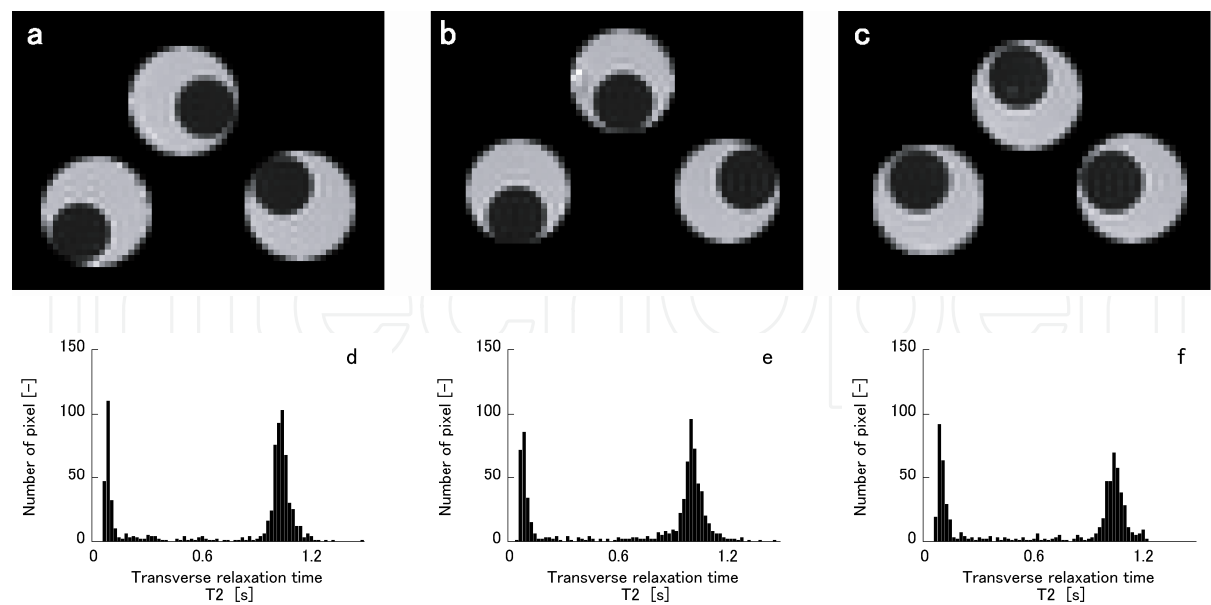 a b c
d e f
150 150 150
100 100 100
50 50 50
0 0 0
Number of pixel [-] Number of pixel [-] Number of pixel [-]
0 0.6 1.2 0 0.6 1.2 0 0.6 1.2
Transverse relaxation time Transverse relaxation time Transverse relaxation time
T2 [s] T2 [s] T2 [s]